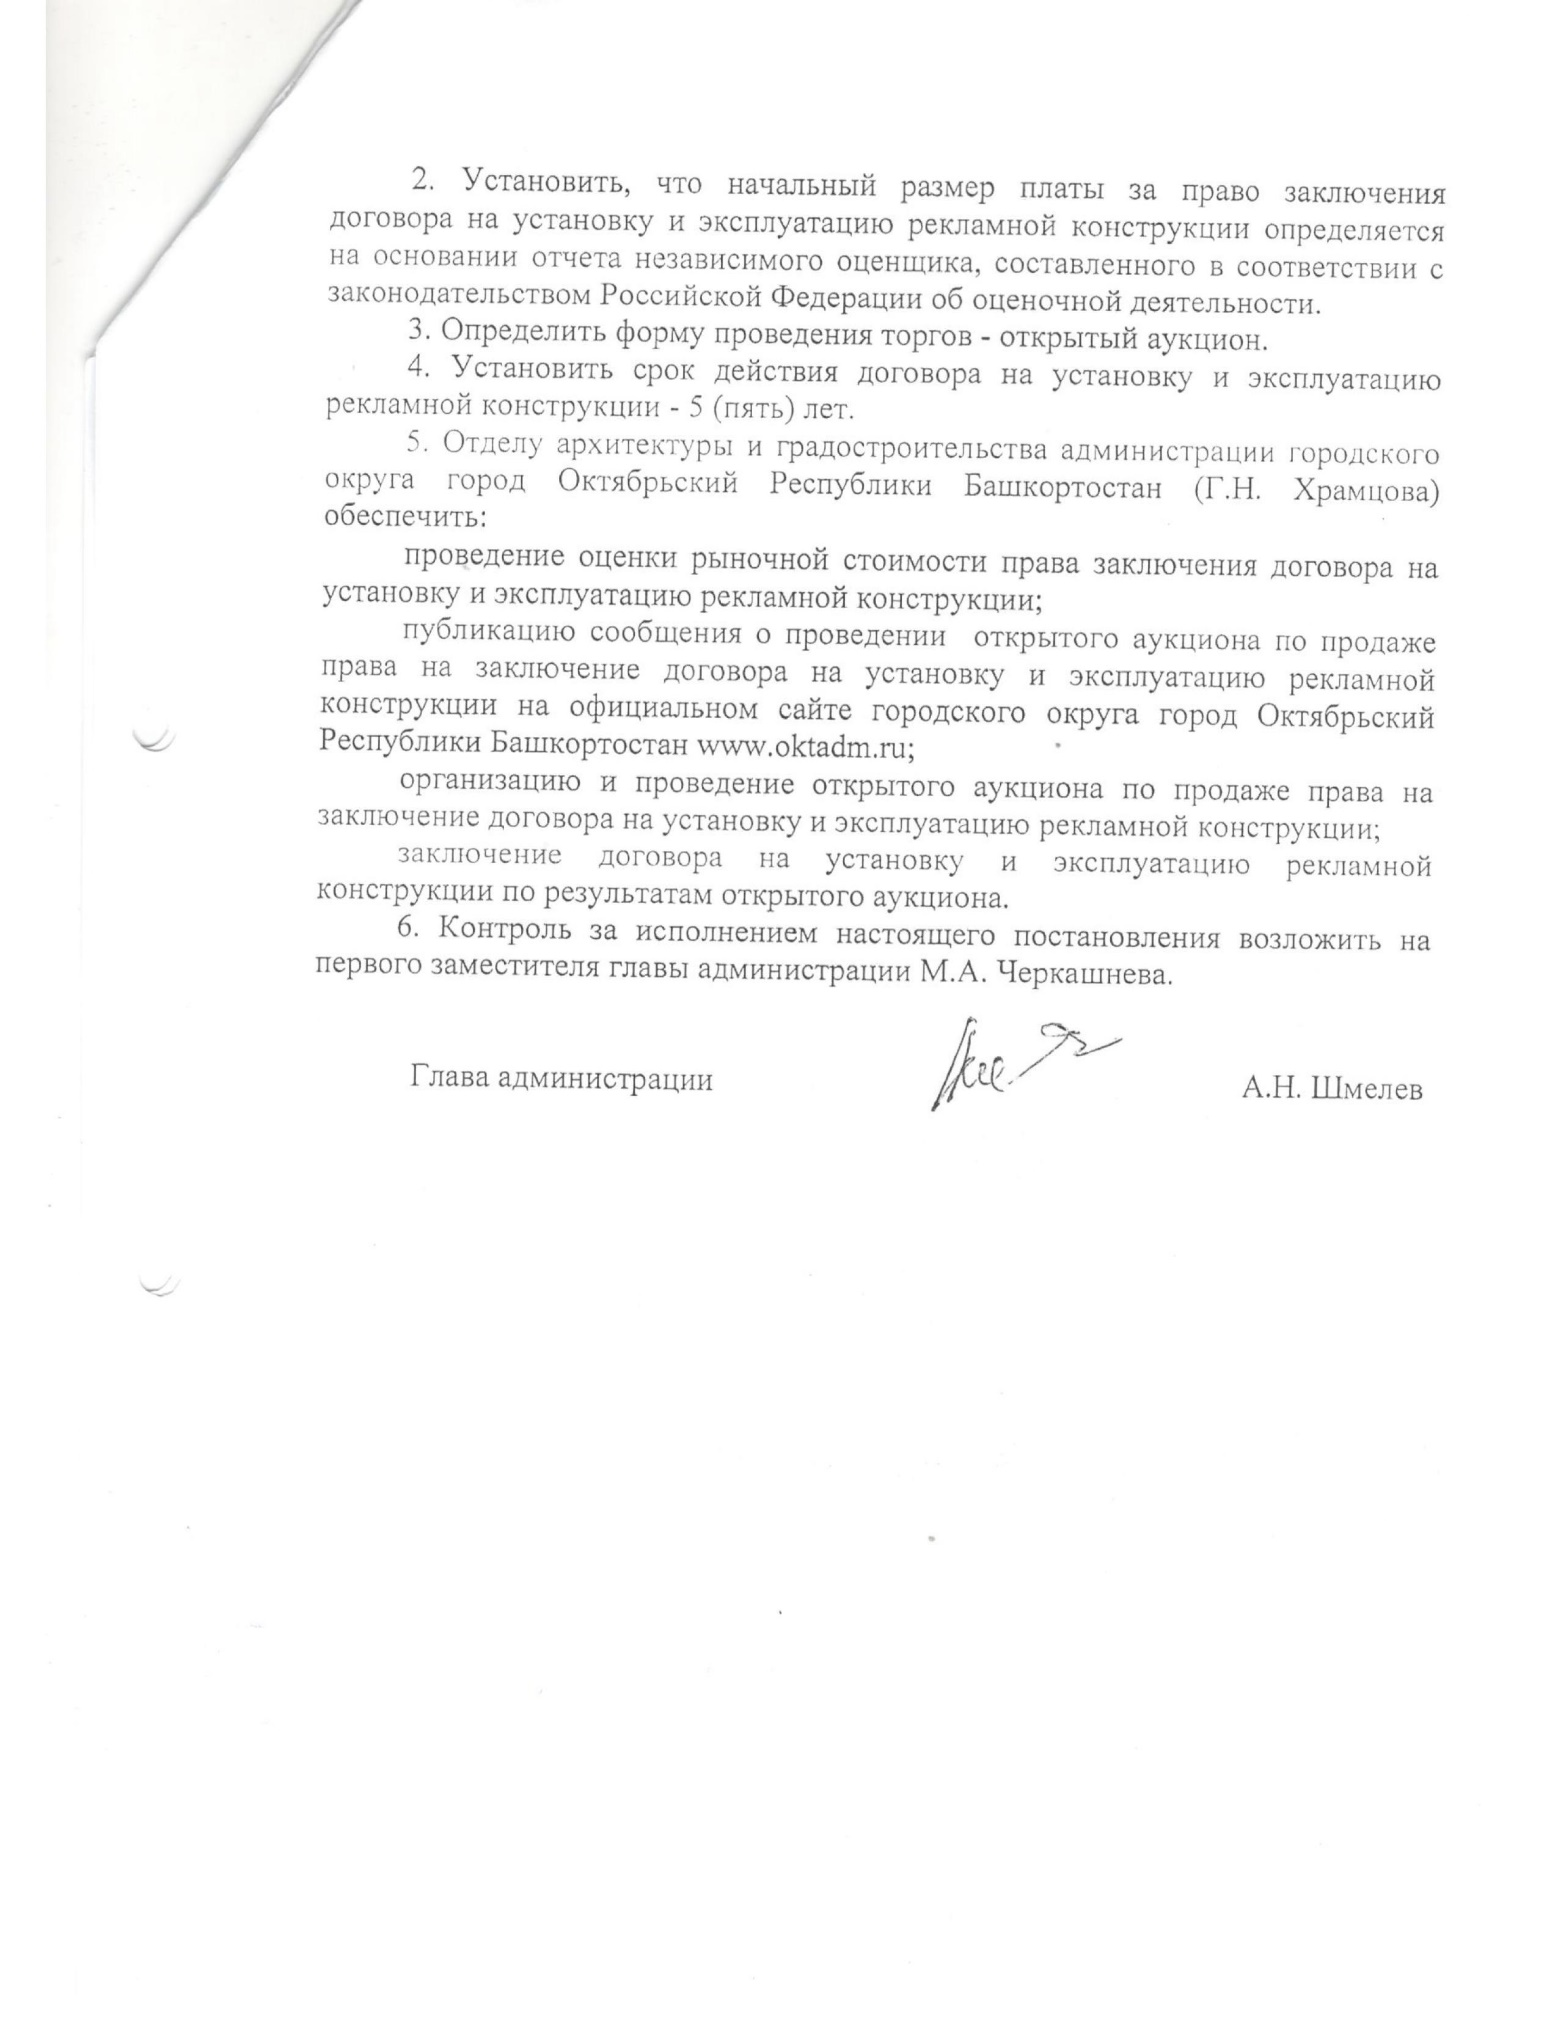 2. Установить, что начальный размер платы за право заключения
договора на установку и эксплуатацию рекламной конструкции определяется
на основании отчета независимого оценщика, составленного в соответствии с
законодательством Российской Федерации об оценочной деятельности.
3. Определить форму проведения торгов - открытый аукцион.
4. Установить срок действия договора на установку и эксплуатацию
рекламной конструкции - 5 (пять) лет.
5. Отделу архитектуры и градостроительства администрации городского
округа город Октябрьский Республики Башкортостан (Г.Н. Храмцова)
обеспечить:
проведение оценки рыночной стоимости права заключения договора на
установку и эксплуатацию рекламной конструкции;
публикацию сообщения о проведении открытого аукциона по продаже
права на заключение договора на установку и эксплуатацию рекламной
конструкции на официальном сайте городского округа город Октябрьский
Республики Башкортостан www.oktadm.ru;
организацию и проведение открытого аукциона по продаже права на
заключение договора на установку и эксплуатацию рекламной конструкции;
заключение договора на установку и эксплуатацию рекламной
конструкции по результатам открытого аукциона.
6. Контроль за исполнением настоящего постановления возложить на
первого заместителя главы администрации М.А. Черкашнева.
Глава администрации А.Н. Шмелев